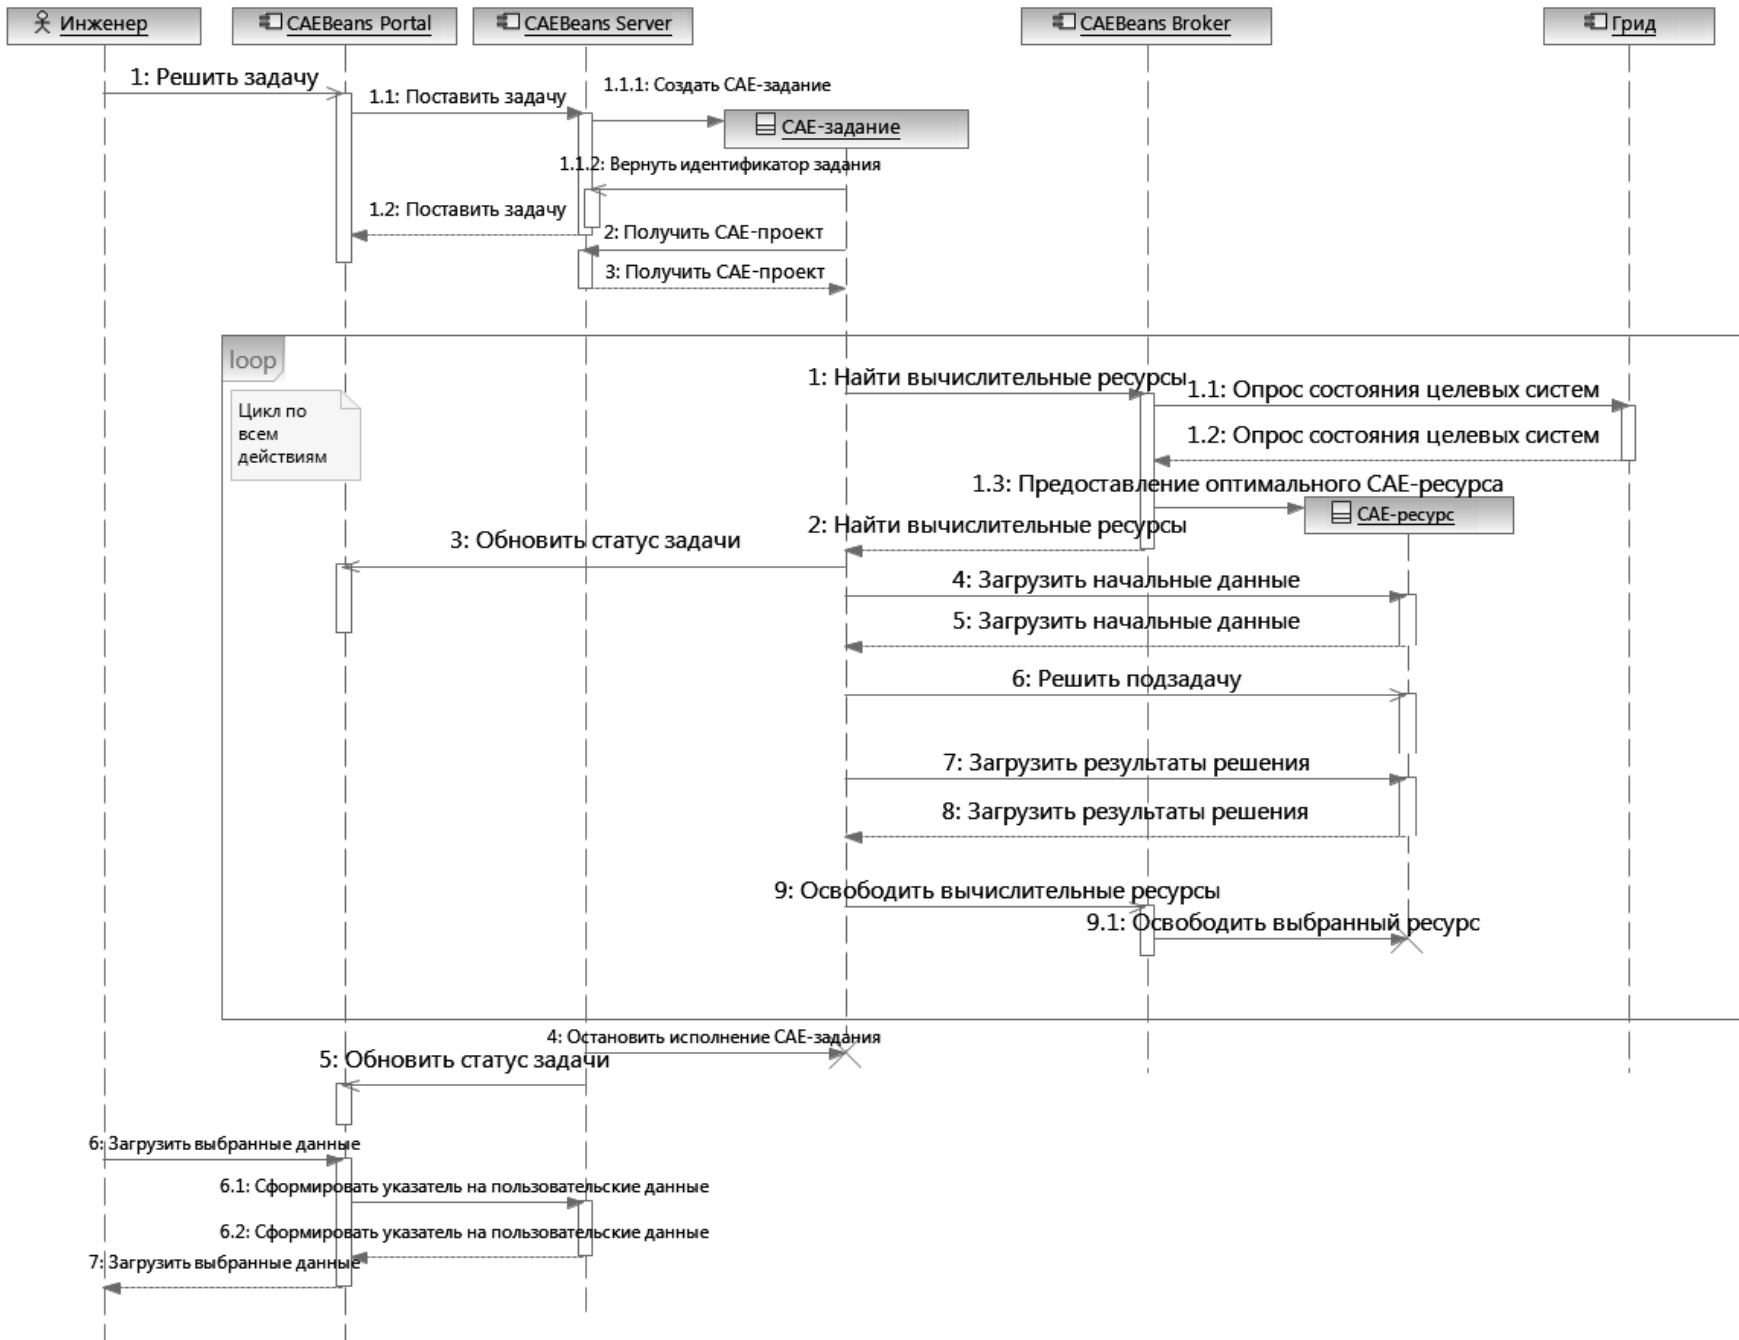 Инженер
CAEBeans Portal
CAEBeans Server
CAEBeans Broker
Грид
1: Решить задачу
1.1: Поставить задачу
1.1.1: Создать CAE-задание
CAE-задание
1.1.2: Вернуть идентификатор задания
1.2: Поставить задачу
2: Получить CAE-проект
3: Получить CAE-проект
loop
Цикл по
всем
действиям
1: Найти вычислительные ресурсы
1.1: Опрос состояния целевых систем
1.2: Опрос состояния целевых систем
1.3: Предоставление оптимального CAE-ресурса
CAE-ресурс
2: Найти вычислительные ресурсы
3: Обновить статус задачи
4: Загрузить начальные данные
5: Загрузить начальные данные
6: Решить подзадачу
7: Загрузить результаты решения
8: Загрузить результаты решения
9: Освободить вычислительные ресурсы
9.1: Освободить выбранный ресурс
4: Остановить исполнение CAE-задания
5: Обновить статус задачи
6: Загрузить выбранные данные
6.1: Сформировать указатель на пользовательские данные
6.2: Сформировать указатель на пользовательские данные
7: Загрузить выбранные данные